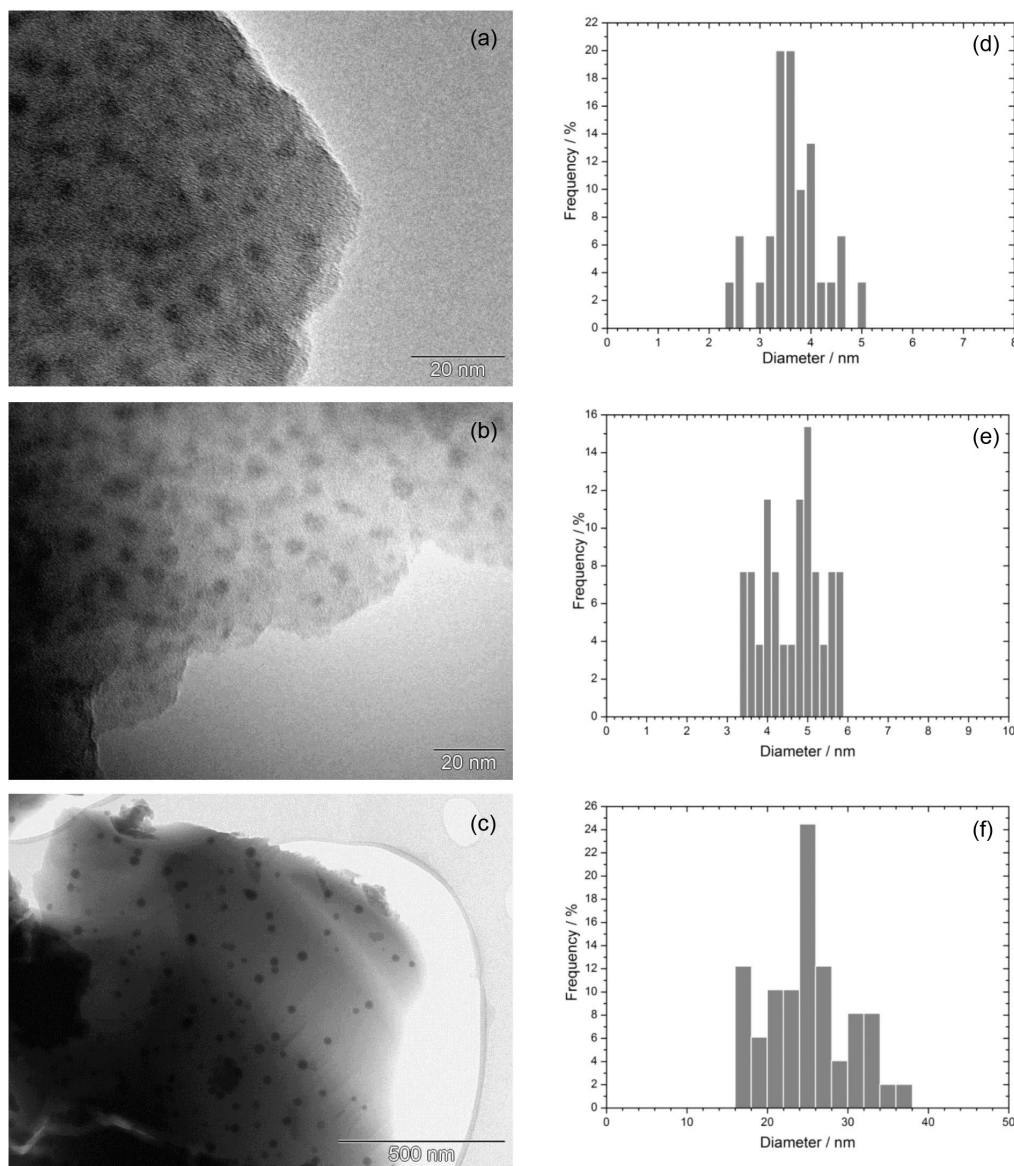 (a)
20 nm
(d)
22
20
18
16
14
12
10
8
6
4
2
0
Frequency / %
0 1 2 3 4 5 6 7 8
Diameter / nm
(b)
20 nm
(e)
16
14
12
10
8
6
4
2
0
Frequency / %
0 1 2 3 4 5 6 7 8 9 10
Diameter / nm
(c)
500 nm
(f)
26
24
22
20
18
16
14
12
10
8
6
4
2
0
Frequency / %
0 10 20 30 40 50
Diameter / nm